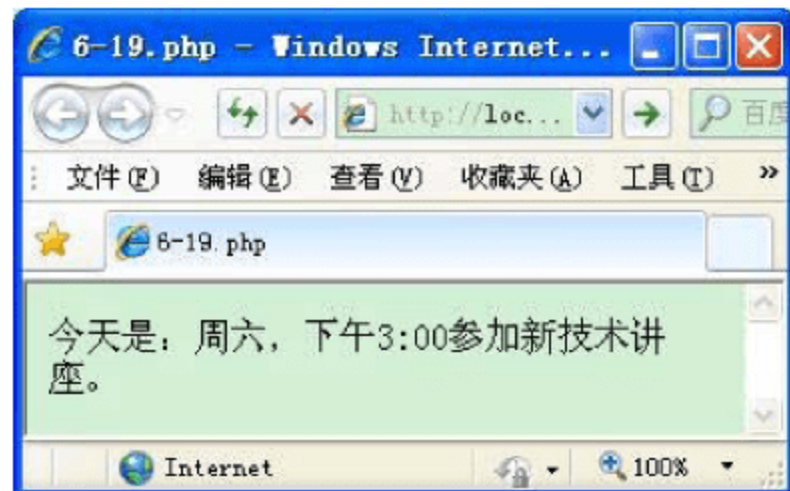 6-19.php - Windows Internet...
http://loc... 百度
文件(F) 编辑(E) 查看(V) 收藏夹(A) 工具(T) »
6-19.php
今天是：周六，下午3:00参加新技术讲
座。
Internet 100%